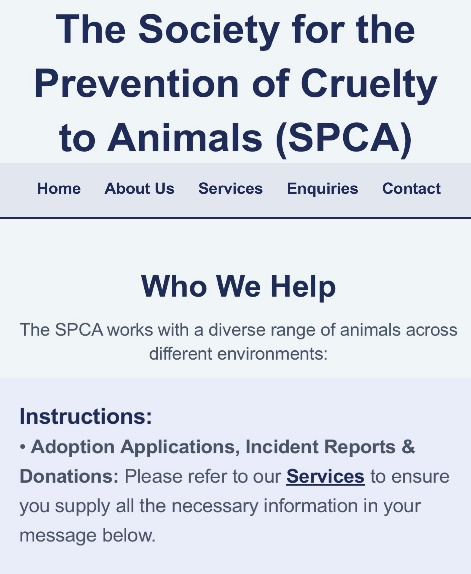 The Society for the
Prevention of Cruelty
to Animals (SPCA)
Home About Us Services Enquiries Contact
Who We Help
The SPCA works with a diverse range of animals across
different environments:
Instructions:
• Adoption Applications, Incident Reports &
Donations: Please refer to our Services to ensure
you supply all the necessary information in your
message below.